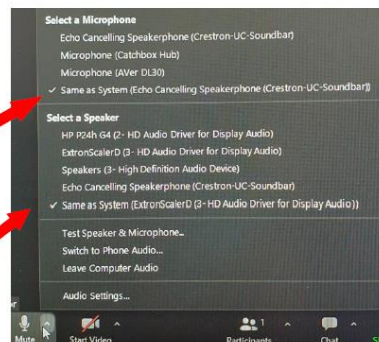 Select a Microphone
Echo Cancelling Speakerphone (Crestron-UC-Soundbar)
Microphone (Catchbox Hub)
Microphone (AVer DL30)
✓ Same as System (Echo Cancelling Speakerphone (Crestron-UC-Soundbar))
Select a Speaker
HP P24h G4 (2- HD Audio Driver for Display Audio)
ExtronScalerD (3- HD Audio Driver for Display Audio)
Speakers (3- High Definition Audio Device)
Echo Cancelling Speakerphone (Crestron-UC-Soundbar)
✓ Same as System (ExtronScalerD (3- HD Audio Driver for Display Audio))
Test Speaker & Microphone...
Switch to Phone Audio...
Leave Computer Audio
Audio Settings...
Mute Start Video Participants 1 Chat